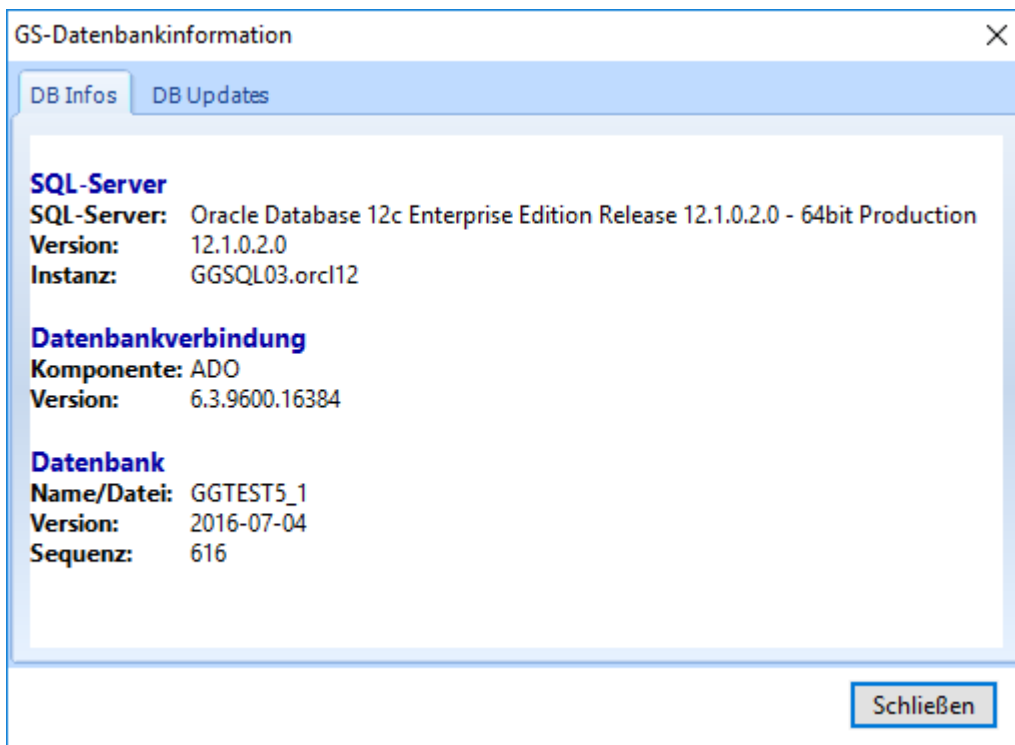 GS-Datenbankinformation
DB Infos DB Updates
SQL-Server
SQL-Server: Oracle Database 12c Enterprise Edition Release 12.1.0.2.0 - 64bit Production
Version: 12.1.0.2.0
Instanz: GGSQL03.orcl12
Datenbankverbindung
Komponente: ADO
Version: 6.3.9600.16384
Datenbank
Name/Datei: GGTEST5_1
Version: 2016-07-04
Sequenz: 616
Schließen